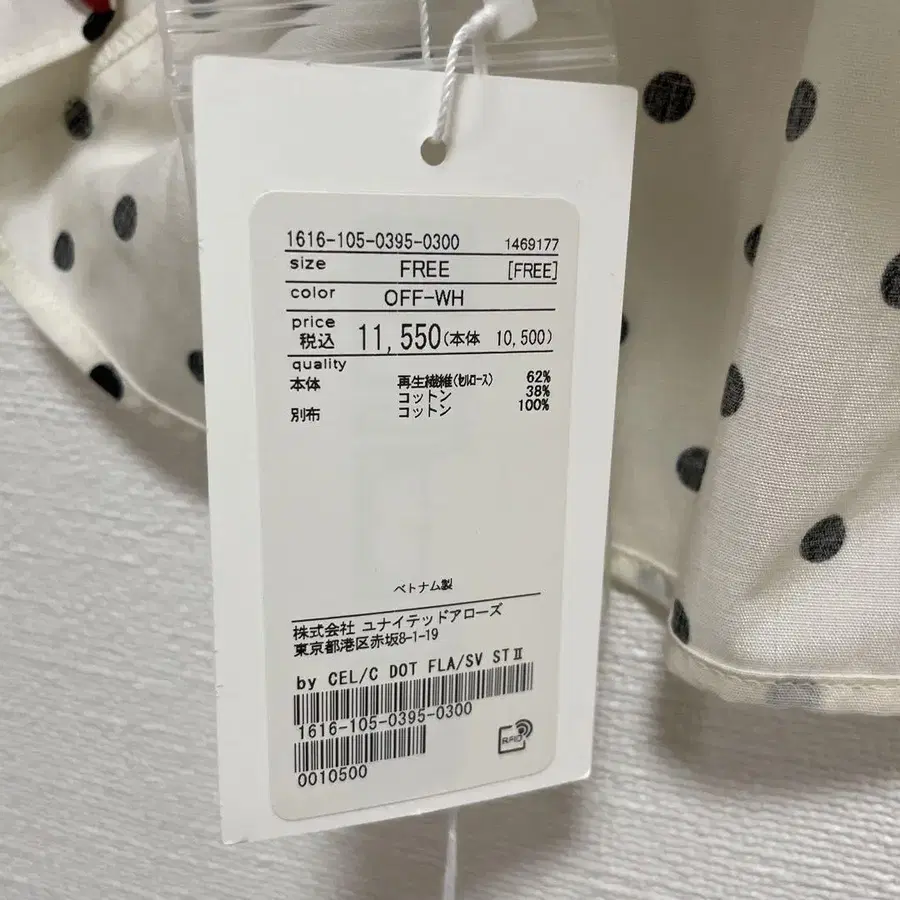 1616-105-0395-0300 1469177
size FREE [FREE]
color OFF-WH
price
税込 11,550(本体 10,500)
quality
本体 再生繊維(セルロース) 62%
コットン 38%
別布 コットン 100%
ベトナム製
株式会社 ユナイテッドアローズ
東京都港区赤坂8-1-19
by CEL/C DOT FLA/SV STⅡ
1616-105-0395-0300
RFID
0010500